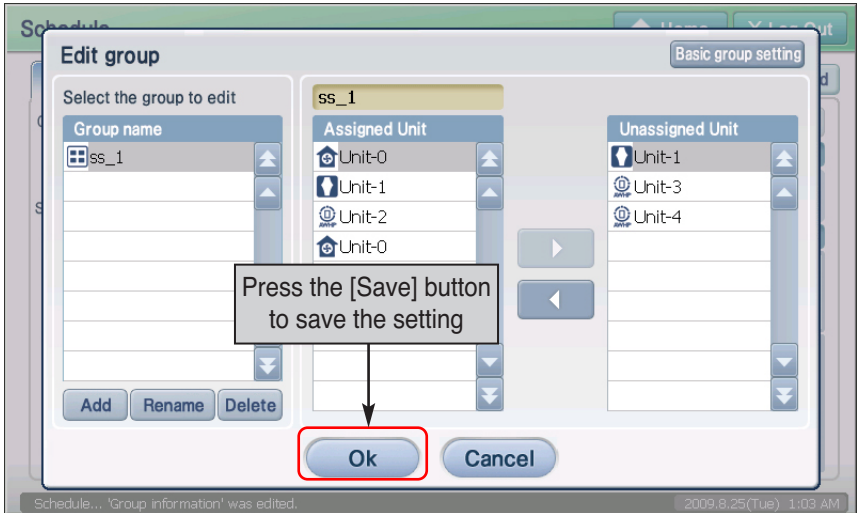 Schedule
Home
X Log Out
Edit group
Basic group setting
Select the group to edit
ss_1
Group name
Assigned Unit
Unassigned Unit
ss_1
Unit-0
Unit-1
Unit-1
Unit-3
Unit-2
Unit-4
Unit-0
Press the [Save] button
to save the setting
Add
Rename
Delete
Ok
Cancel
Schedule... 'Group information' was edited.
2009.8.25(Tue) 1:03 AM